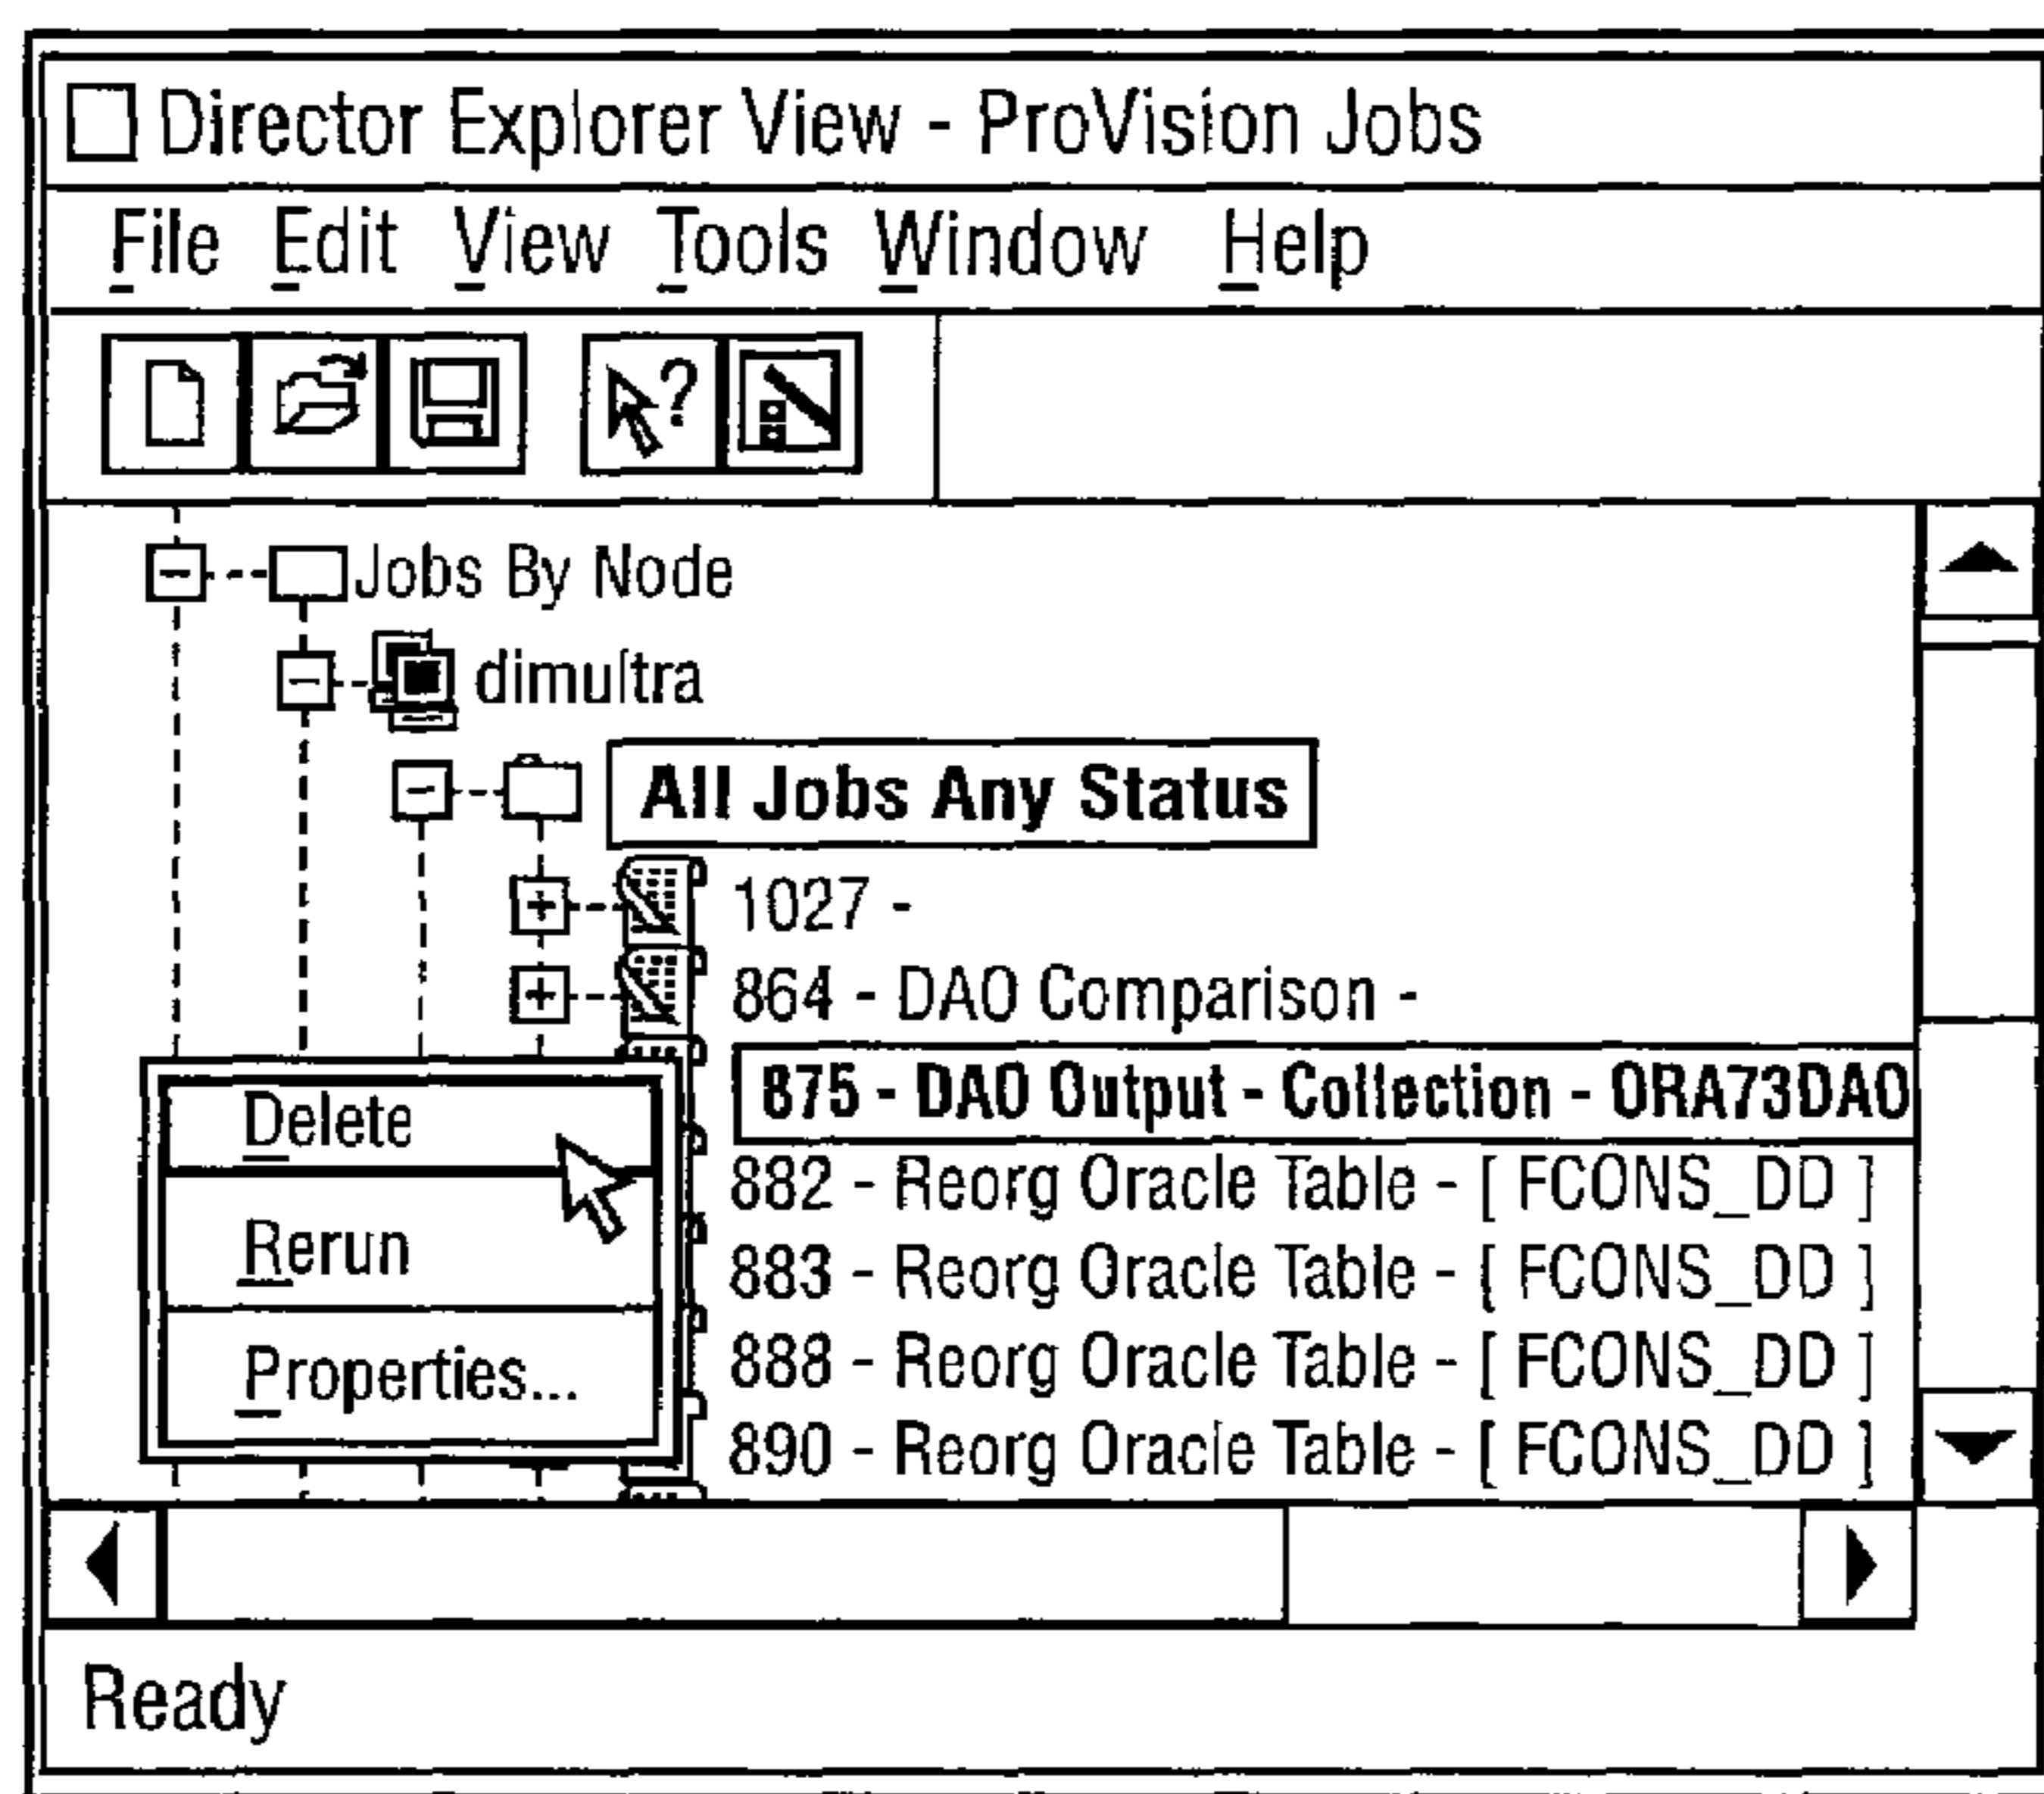 Director Explorer View - ProVision Jobs
File Edit View Tools Window Help
?
Jobs By Node
dimultra
All Jobs Any Status
1027 -
864 - DAO Comparison -
875 - DAO Output - Collection - ORA73DAO
Delete
882 - Reorg Oracle Table - [ FCONS_DD ]
Rerun
883 - Reorg Oracle Table - [ FCONS_DD ]
Properties...
888 - Reorg Oracle Table - [ FCONS_DD ]
890 - Reorg Oracle Table - [ FCONS_DD ]
Ready